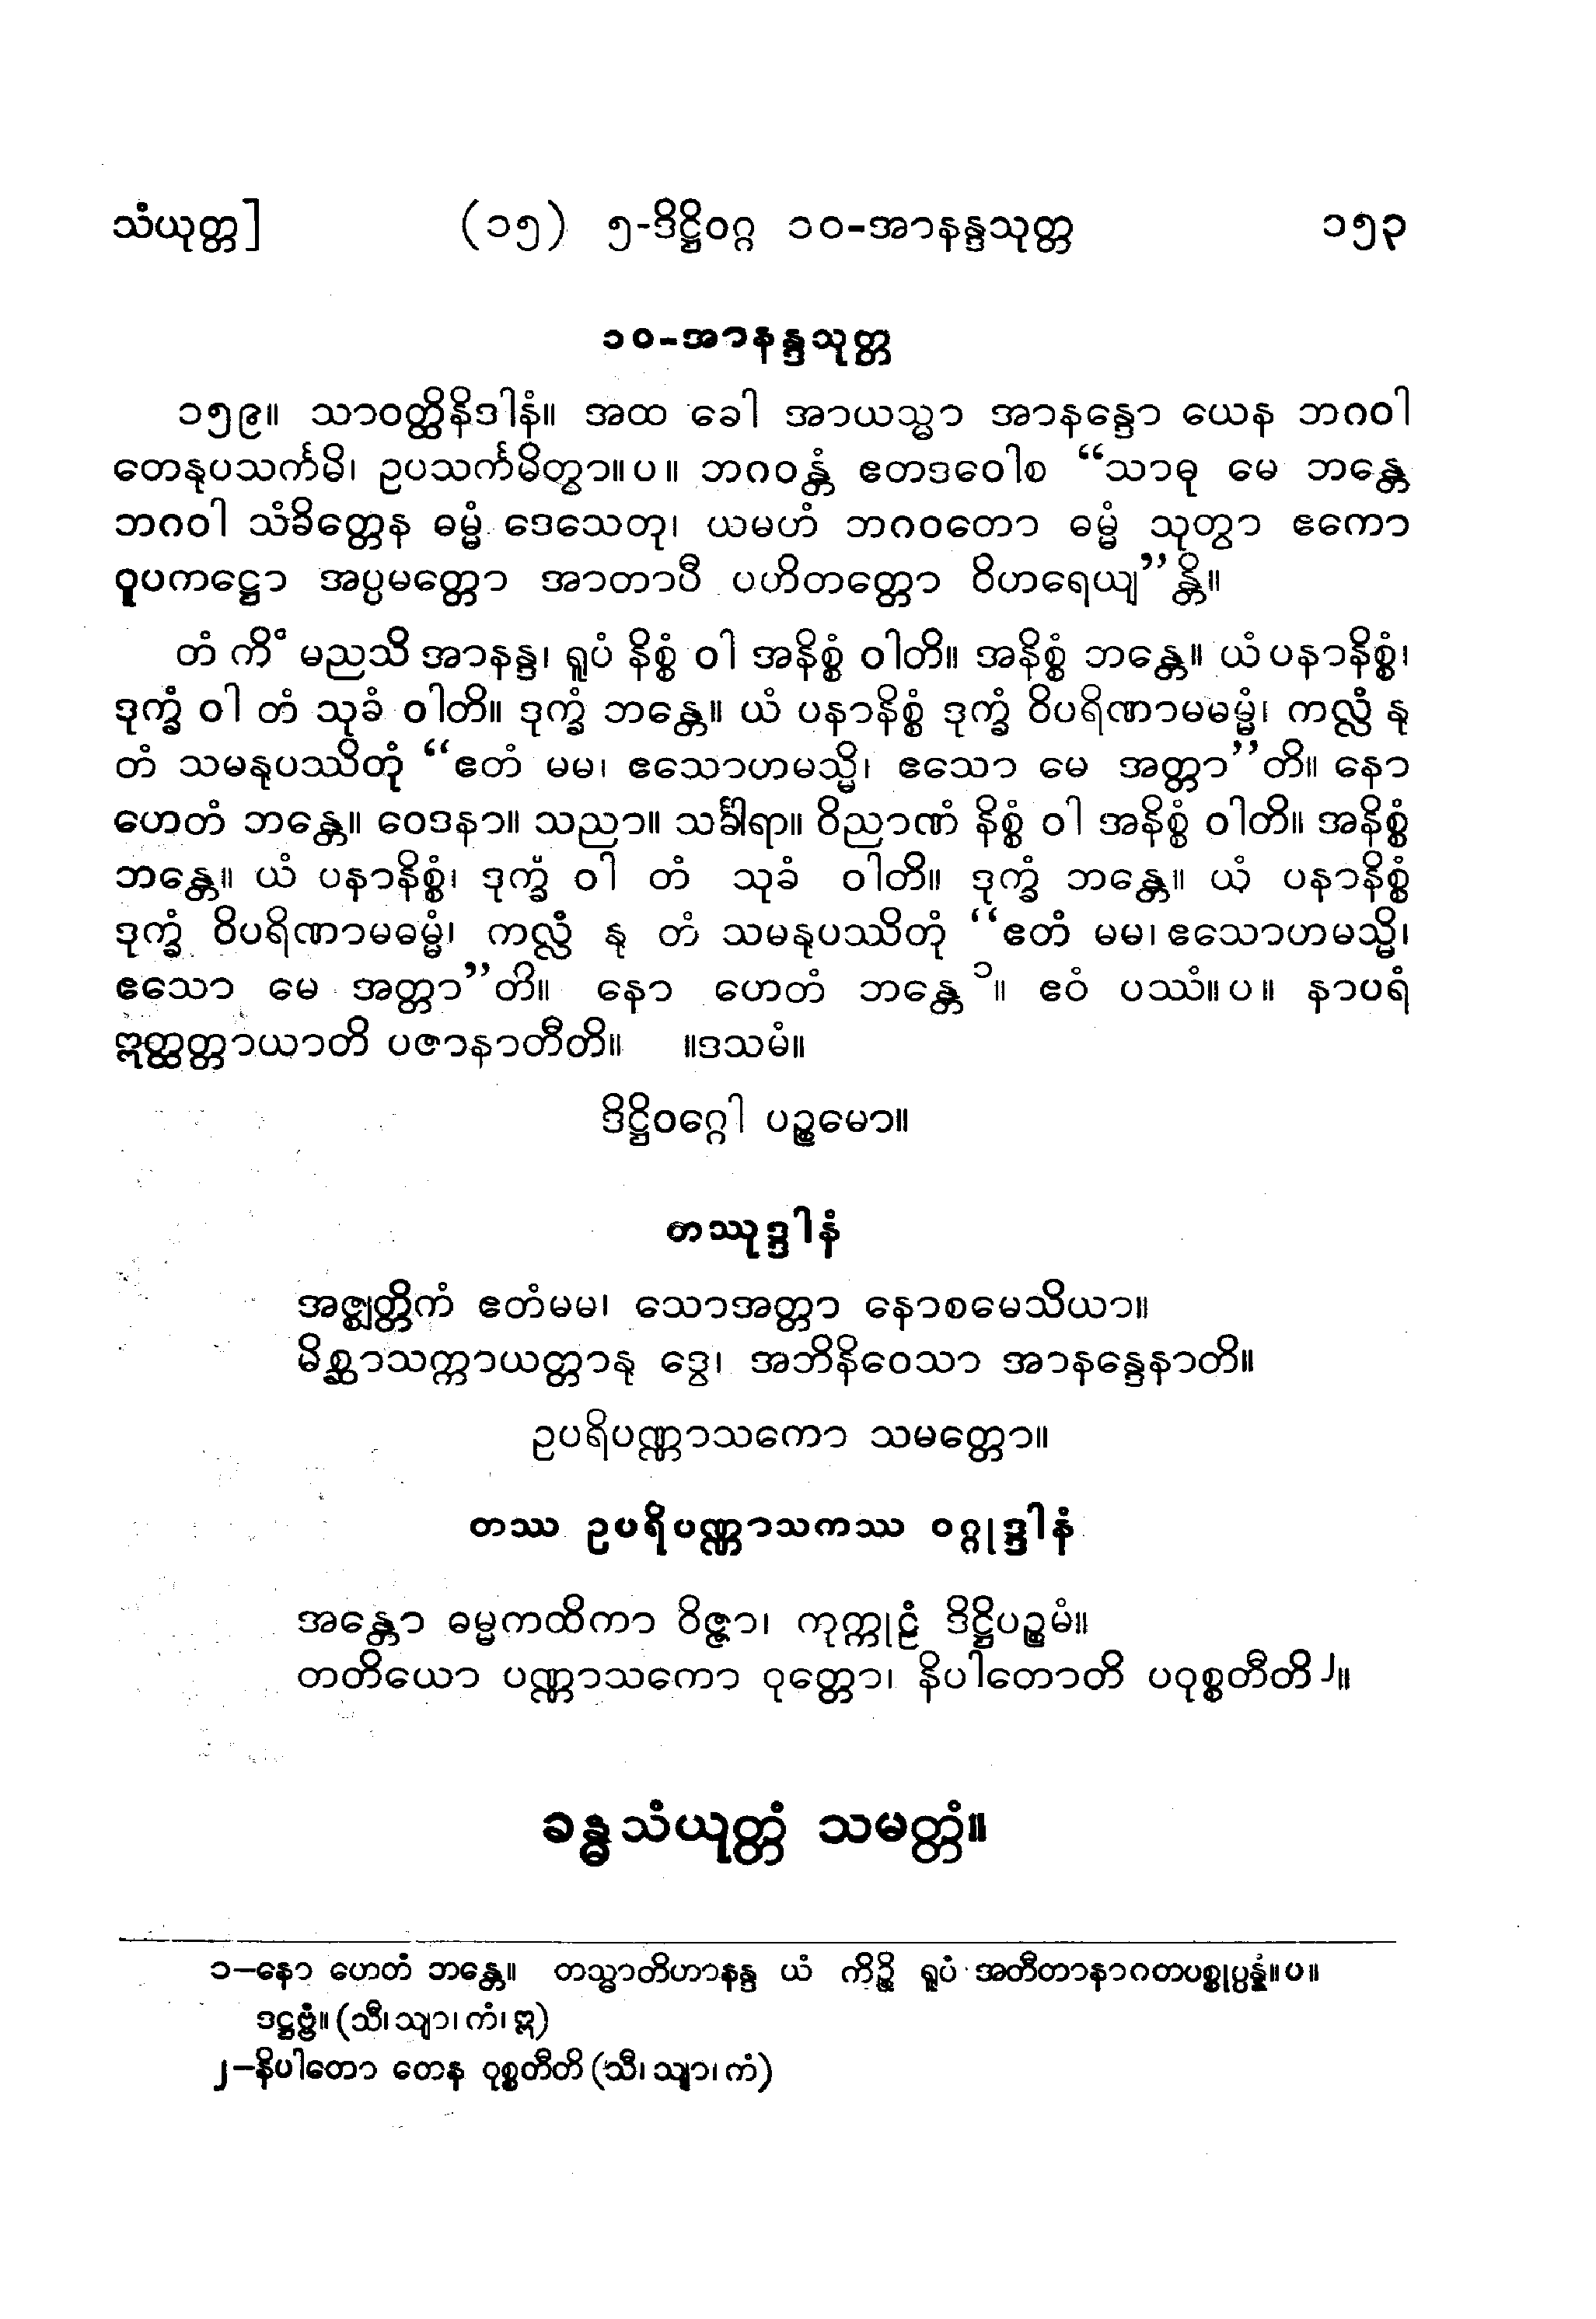 သံယုတ္တ] (၁၅) ၅-ဒိဋ္ဌိဝဂ္ဂ ၁၀-အာနန္ဒသုတ္တ ၁၅၃
၁၀-အာနန္ဒသုတ္တ
၁၅၉။ သာဝတ္ထိနိဒါနံ။ အထ ခေါ အာယသ္မာ အာနန္ဒော ယေန ဘဂဝါ
တေနုပသင်္ကမိ၊ ဥပသင်္ကမိတွာ။ပ။ ဘဂဝန္တံ ဧတဒဝေါစ “သာဓု မေ ဘန္တေ
ဘဂဝါ သံခိတ္တေန ဓမ္မံ ဒေသေတု၊ ယမဟံ ဘဂဝတော ဓမ္မံ သုတွာ ဧကော
ဝူပကဋ္ဌော အပ္ပမတ္တော အာတာပီ ပဟိတတ္တော ဝိဟရေယျ”န္တိ။
တံ ကိံ မညသိ အာနန္ဒ၊ ရူပံ နိစ္စံ ဝါ အနိစ္စံ ဝါတိ။ အနိစ္စံ ဘန္တေ။ ယံ ပနာနိစ္စံ၊
ဒုက္ခံ ဝါ တံ သုခံ ဝါတိ။ ဒုက္ခံ ဘန္တေ။ ယံ ပနာနိစ္စံ ဒုက္ခံ ဝိပရိဏာမဓမ္မံ၊ ကလ္လံ နု
တံ သမနုပဿိတုံ “ဧတံ မမ၊ ဧသောဟမသ္မိ၊ ဧသော မေ အတ္တာ”တိ။ နော
ဟေတံ ဘန္တေ။ ဝေဒနာ။ သညာ။ သင်္ခါရာ။ ဝိညာဏံ နိစ္စံ ဝါ အနိစ္စံ ဝါတိ။ အနိစ္စံ
ဘန္တေ။ ယံ ပနာနိစ္စံ၊ ဒုက္ခံ ဝါ တံ သုခံ ဝါတိ။ ဒုက္ခံ ဘန္တေ။ ယံ ပနာနိစ္စံ
ဒုက္ခံ ဝိပရိဏာမဓမ္မံ၊ ကလ္လံ နု တံ သမနုပဿိတုံ “ဧတံ မမ၊ ဧသောဟမသ္မိ၊
ဧသော မေ အတ္တာ”တိ။ နော ဟေတံ ဘန္တေ ၁။ ဧဝံ ပဿံ။ပ။ နာပရံ
ဣတ္ထတ္တာယာတိ ပဇာနာတီတိ။ ။ဒသမံ။
ဒိဋ္ဌိဝဂ္ဂေါ ပဉ္စမော။
တဿုဒ္ဒါနံ
အဇ္ဈတ္တိကံ ဧတံမမ၊ သောအတ္တာ နောစမေသိယာ။
မိစ္ဆာသက္ကာယတ္တာနု ဒွေ၊ အဘိနိဝေသာ အာနန္ဒေနာတိ။
ဥပရိပဏ္ဏာသကော သမတ္တော။
တဿ ဥပရိပဏ္ဏာသကဿ ဝဂ္ဂုဒ္ဒါနံ
အန္တော ဓမ္မကထိကာ ဝိဇ္ဇာ၊ ကုက္ကုဠံ ဒိဋ္ဌိပဉ္စမံ။
တတိယော ပဏ္ဏာသကော ဝုတ္တော၊ နိပါတောတိ ပဝုစ္စတီတိ ၂။
ခန္ဓသံယုတ္တံ သမတ္တံ။
၁–နော ဟေတံ ဘန္တေ။ တသ္မာတိဟာနန္ဒ ယံ ကိဉ္စိ ရူပံ အတီတာနာဂတပစ္စုပ္ပန္နံ။ပ။
ဒဋ္ဌဗ္ဗံ။ (သီ၊ သျာ၊ ကံ၊ ဣ)
၂–နိပါတော တေန ဝုစ္စတီတိ (သီ၊ သျာ၊ ကံ)